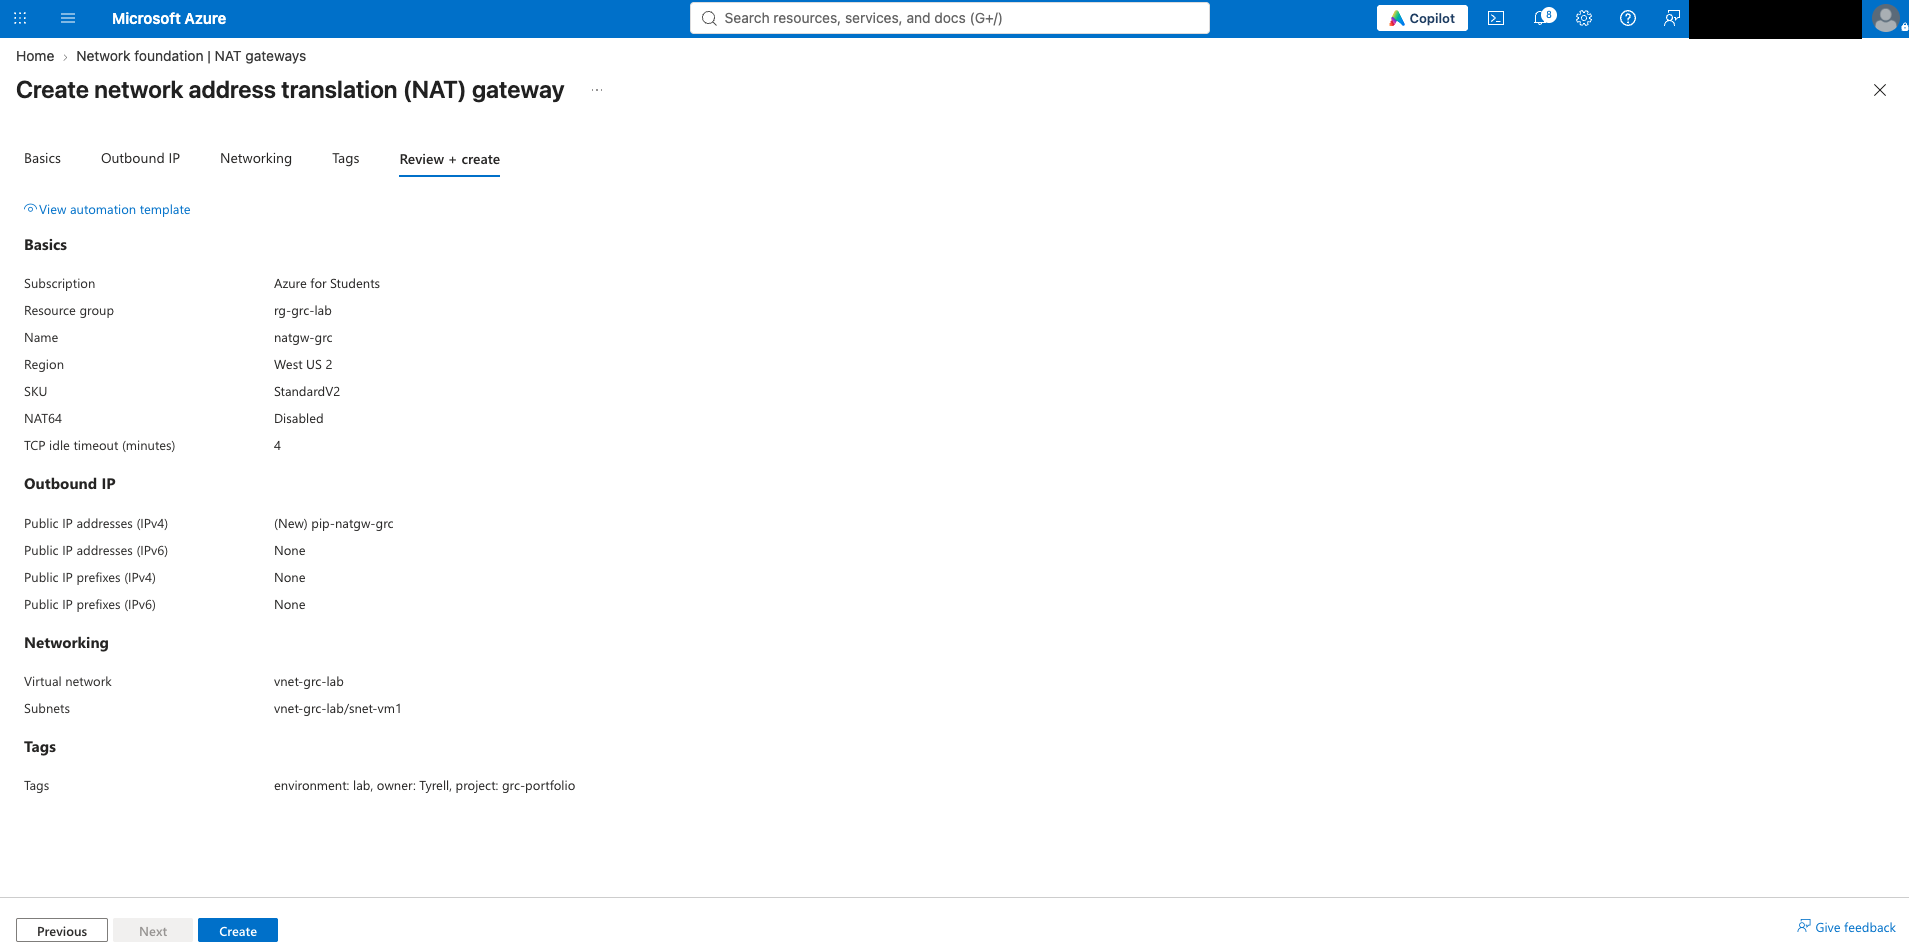 Microsoft Azure
Search resources, services, and docs (G+/)
Copilot
8
Home > Network foundation | NAT gateways
Create network address translation (NAT) gateway ...
Basics Outbound IP Networking Tags Review + create
View automation template
Basics
Subscription Azure for Students
Resource group rg-grc-lab
Name natgw-grc
Region West US 2
SKU StandardV2
NAT64 Disabled
TCP idle timeout (minutes) 4
Outbound IP
Public IP addresses (IPv4) (New) pip-natgw-grc
Public IP addresses (IPv6) None
Public IP prefixes (IPv4) None
Public IP prefixes (IPv6) None
Networking
Virtual network vnet-grc-lab
Subnets vnet-grc-lab/snet-vm1
Tags
Tags environment: lab, owner: Tyrell, project: grc-portfolio
Previous Next Create
Give feedback